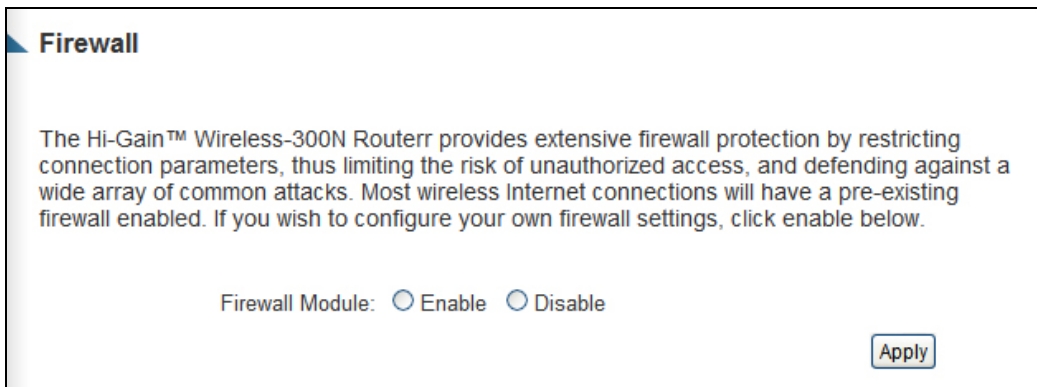 Firewall
The Hi-Gain™ Wireless-300N Routerr provides extensive firewall protection by restricting
connection parameters, thus limiting the risk of unauthorized access, and defending against a
wide array of common attacks. Most wireless Internet connections will have a pre-existing
firewall enabled. If you wish to configure your own firewall settings, click enable below.
Firewall Module: Enable Disable
Apply